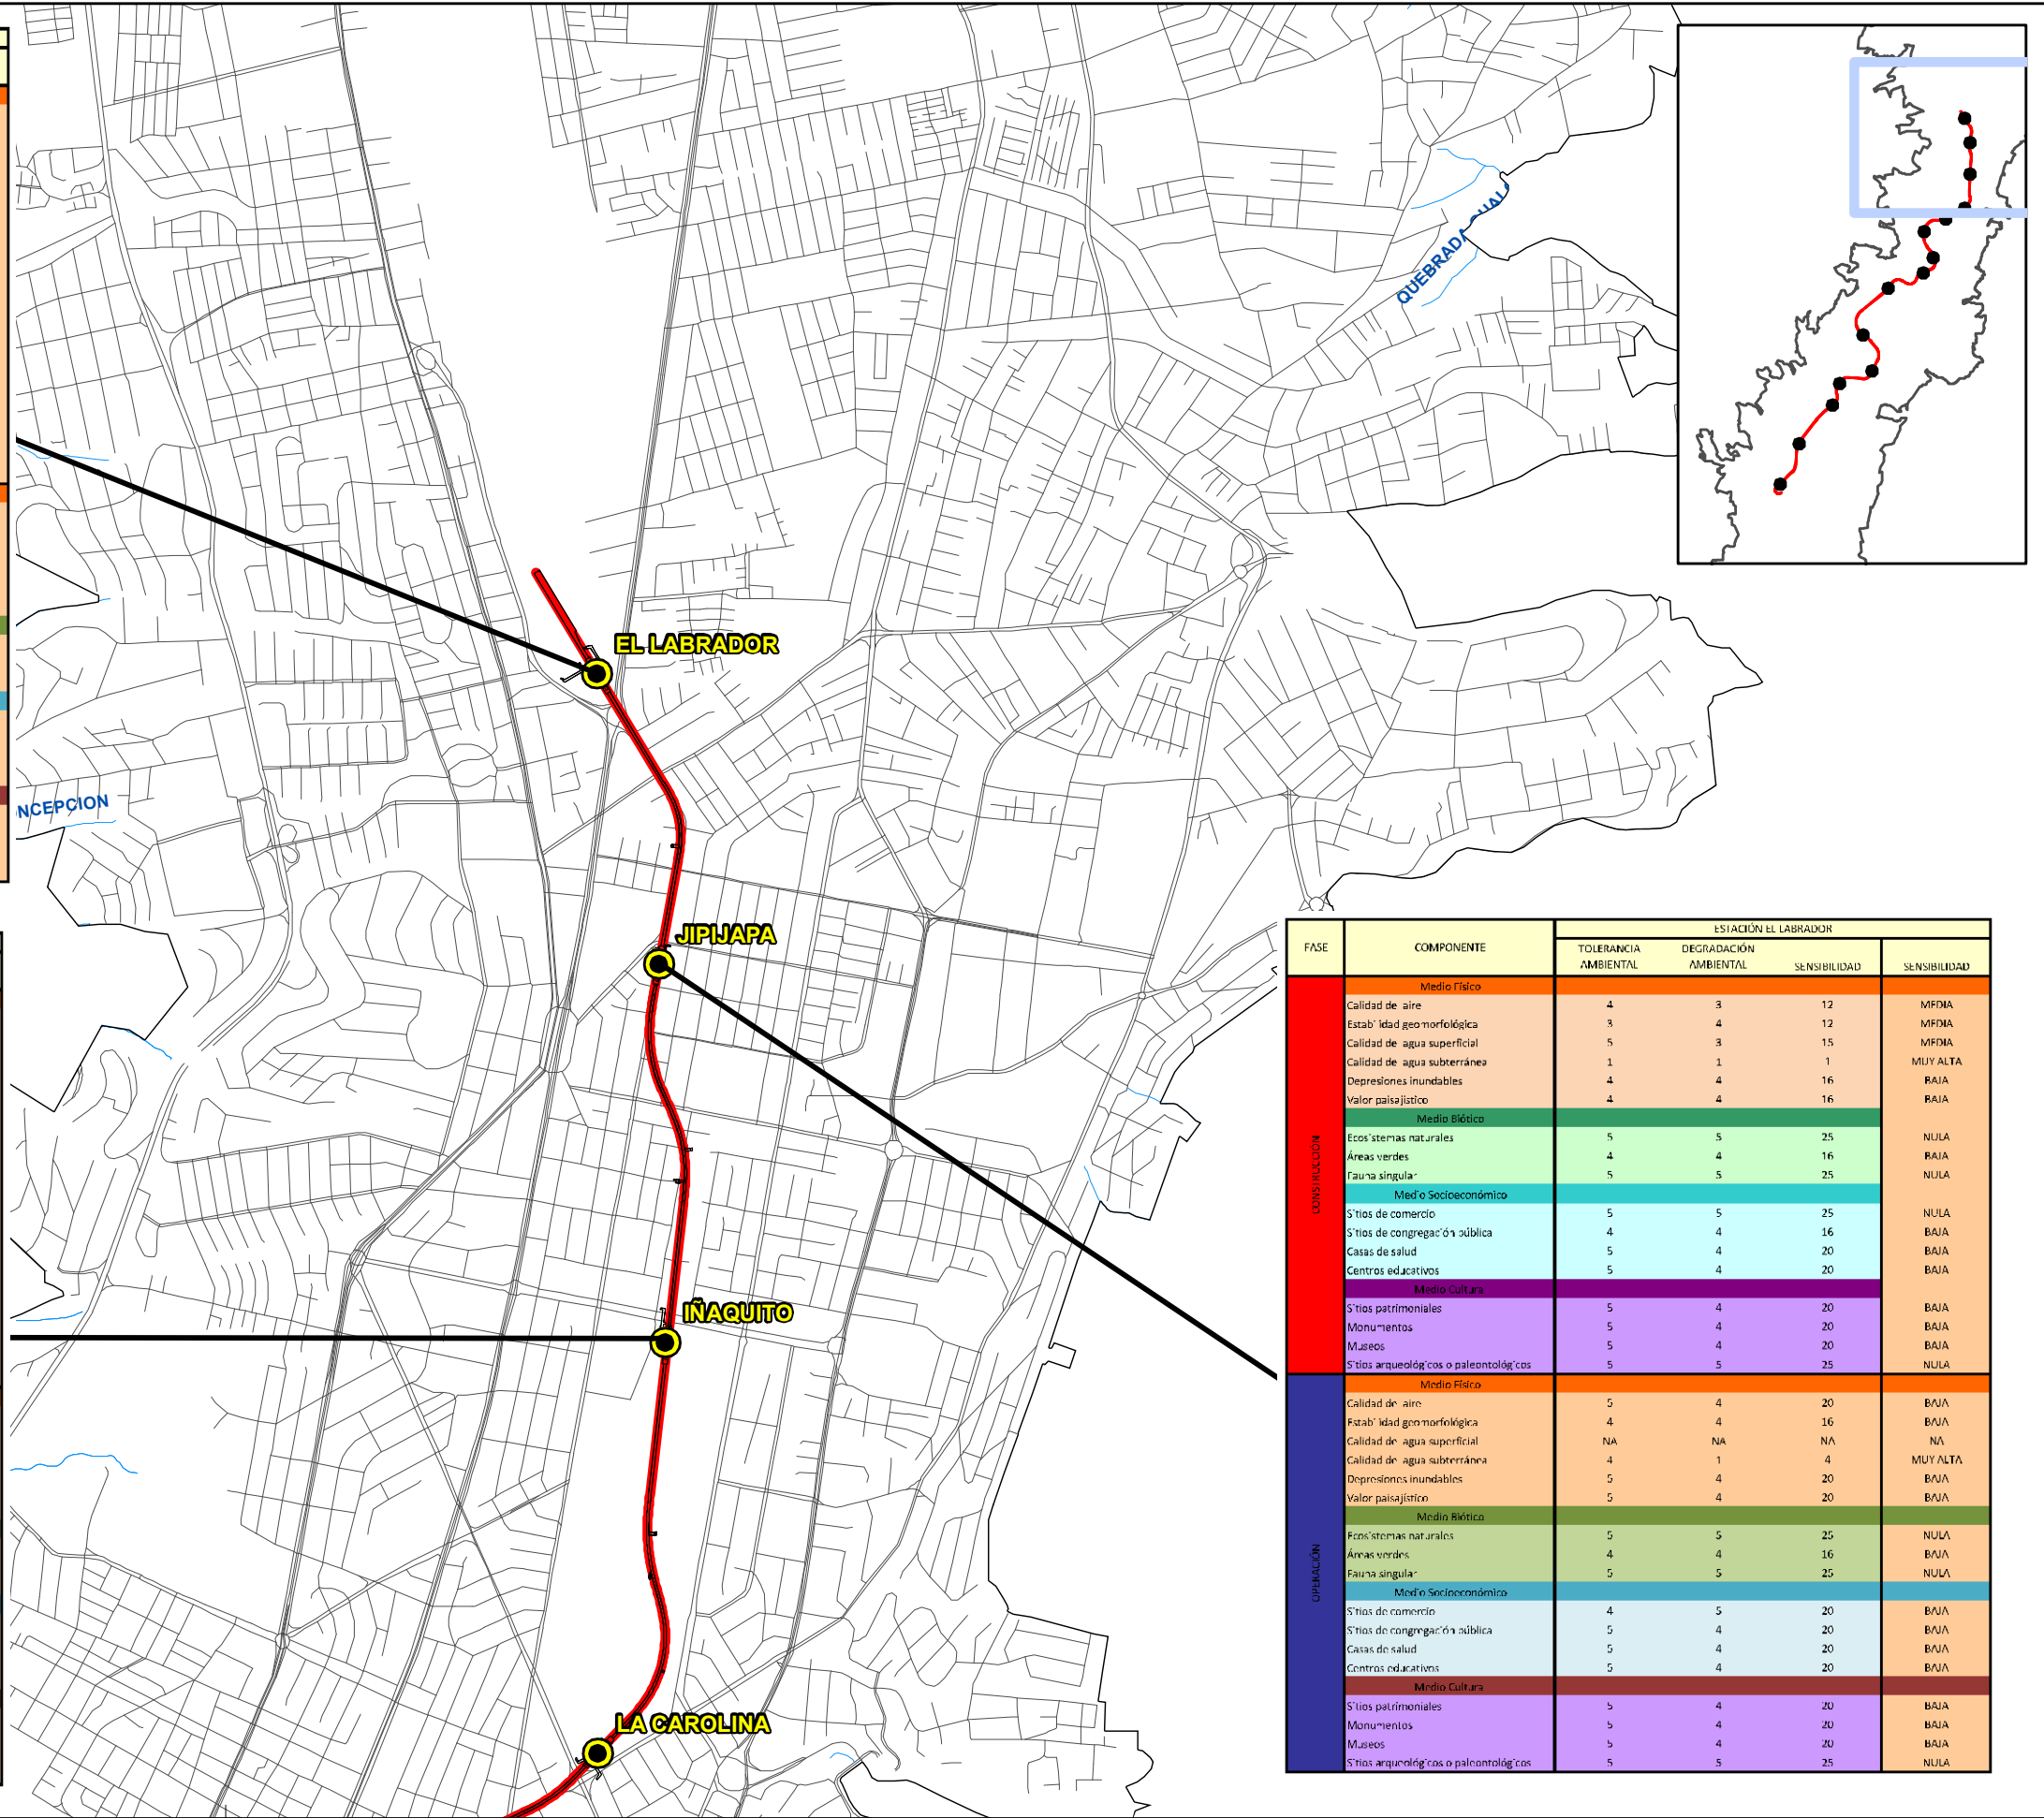 QUEBRADA
EL LABRADOR
NCEPCION
JIPIJAPA
IÑAQUITO
LA CAROLINA
FASE COMPONENTE ESTACIÓN EL LABRADOR
TOLERANCIA AMBIENTAL DEGRADACIÓN AMBIENTAL SENSIBILIDAD SENSIBILIDAD
CONSTRUCCIÓN
Medio Físico
Calidad de aire 4 3 12 MEDIA
Estabilidad geomorfológica 3 4 12 MEDIA
Calidad de agua superficial 5 3 15 MEDIA
Calidad de agua subterránea 1 1 1 MUY ALTA
Depresiones inundables 4 4 16 BAJA
Valor paisajístico 4 4 16 BAJA
Medio Biótico
Ecosistemas naturales 5 5 25 NULA
Áreas verdes 4 4 16 BAJA
Fauna singular 5 5 25 NULA
Medio Socioeconómico
Sitios de comercio 5 5 25 NULA
Sitios de congregación pública 4 4 16 BAJA
Casas de salud 5 4 20 BAJA
Centros educativos 5 4 20 BAJA
Medio Cultura
Sitios patrimoniales 5 4 20 BAJA
Monumentos 5 4 20 BAJA
Museos 5 4 20 BAJA
Sitios arqueológicos o paleontológicos 5 5 25 NULA
OPERACIÓN
Medio Físico
Calidad de aire 5 4 20 BAJA
Estabilidad geomorfológica 4 4 16 BAJA
Calidad de agua superficial NA NA NA NA
Calidad de agua subterránea 4 1 4 MUY ALTA
Depresiones inundables 5 4 20 BAJA
Valor paisajístico 5 4 20 BAJA
Medio Biótico
Ecosistemas naturales 5 5 25 NULA
Áreas verdes 4 4 16 BAJA
Fauna singular 5 5 25 NULA
Medio Socioeconómico
Sitios de comercio 4 5 20 BAJA
Sitios de congregación pública 5 4 20 BAJA
Casas de salud 5 4 20 BAJA
Centros educativos 5 4 20 BAJA
Medio Cultura
Sitios patrimoniales 5 4 20 BAJA
Monumentos 5 4 20 BAJA
Museos 5 4 20 BAJA
Sitios arqueológicos o paleontológicos 5 5 25 NULA